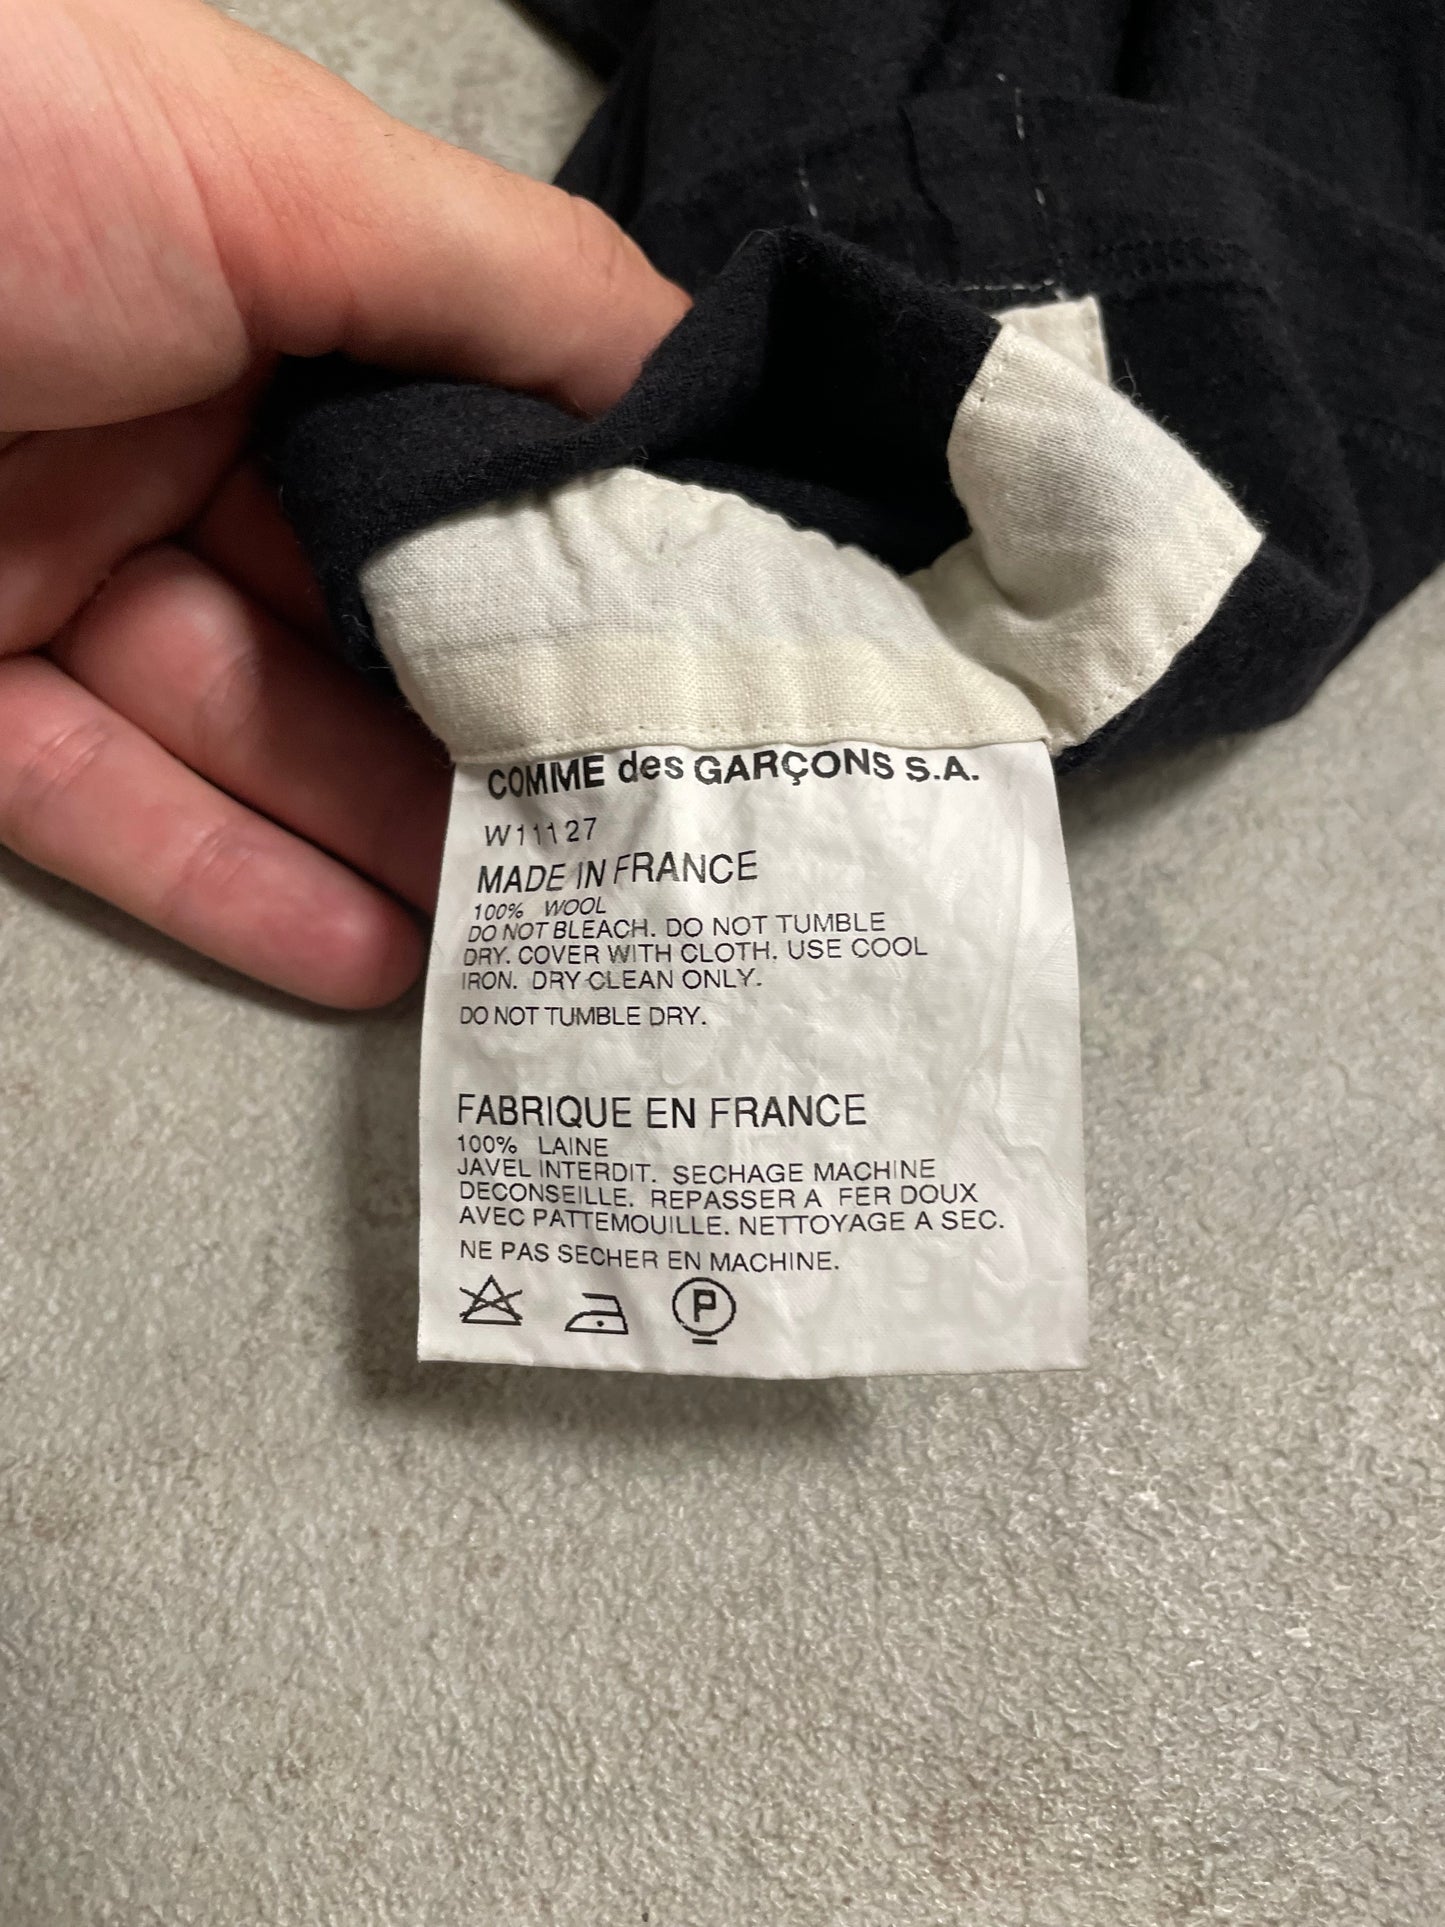 COMME des GARÇONS S.A.
W11127
MADE IN FRANCE
100% WOOL
DO NOT BLEACH. DO NOT TUMBLE
DRY. COVER WITH CLOTH. USE COOL
IRON. DRY CLEAN ONLY.
DO NOT TUMBLE DRY.
FABRIQUE EN FRANCE
100% LAINE
JAVEL INTERDIT. SECHAGE MACHINE
DECONSEILLE. REPASSER A FER DOUX
AVEC PATTEMOUILLE. NETTOYAGE A SEC.
NE PAS SECHER EN MACHINE.
P